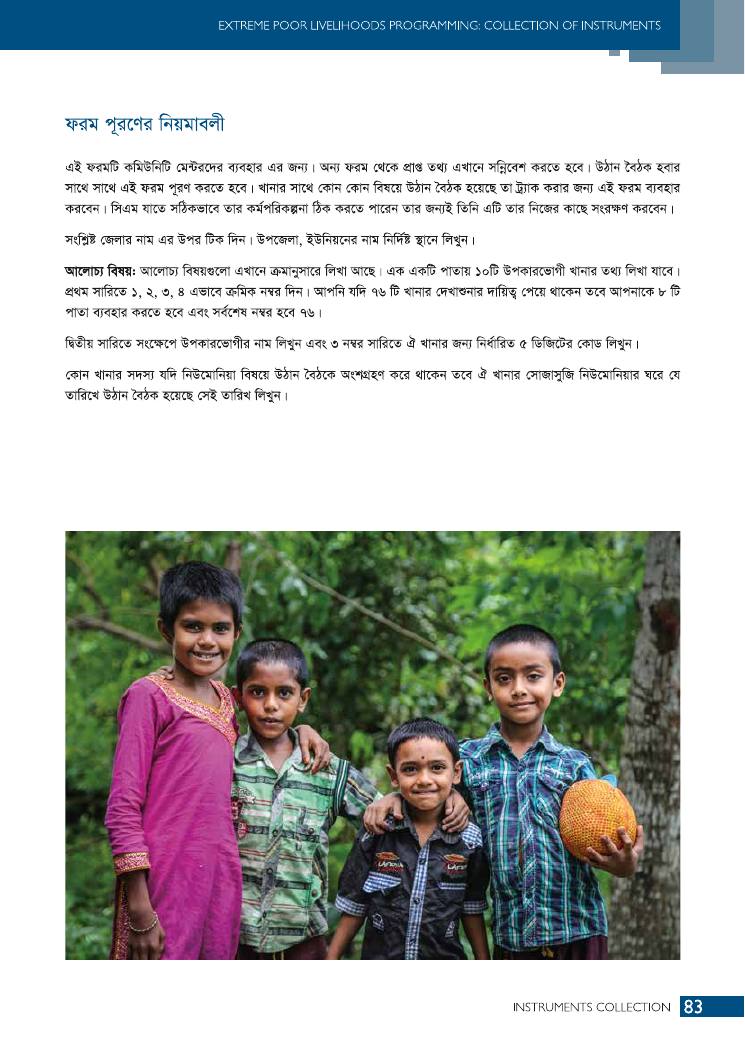 EXTREME POOR LIVELIHOODS PROGRAMMING: COLLECTION OF INSTRUMENTS
ফরম পূরণের নিয়মাবলী
এই ফরমটি কমিউনিটি মেন্টরদের ব্যবহার এর জন্য। অন্য ফরম থেকে প্রাপ্ত তথ্য এখানে সন্নিবেশ করতে হবে। উঠান বৈঠক হবার
সাথে সাথে এই ফরম পূরণ করতে হবে। খানার সাথে কোন কোন বিষয়ে উঠান বৈঠক হয়েছে তা ট্র্যাক করার জন্য এই ফরম ব্যবহার
করবেন। সিএম যাতে সঠিকভাবে তার কর্মপরিকল্পনা ঠিক করতে পারেন তার জন্যই তিনি এটি তার নিজের কাছে সংরক্ষণ করবেন।
সংশ্লিষ্ট জেলার নাম এর উপর টিক দিন। উপজেলা, ইউনিয়নের নাম নির্দিষ্ট স্থানে লিখুন।
আলোচ্য বিষয়: আলোচ্য বিষয়গুলো এখানে ক্রমানুসারে লিখা আছে। এক একটি পাতায় ১০টি উপকারভোগী খানার তথ্য লিখা যাবে।
প্রথম সারিতে ১, ২, ৩, ৪ এভাবে ক্রমিক নম্বর দিন। আপনি যদি ৭৬ টি খানার দেখাশুনার দায়িত্ব পেয়ে থাকেন তবে আপনাকে ৮ টি
পাতা ব্যবহার করতে হবে এবং সর্বশেষ নম্বর হবে ৭৬।
দ্বিতীয় সারিতে সংক্ষেপে উপকারভোগীর নাম লিখুন এবং ৩ নম্বর সারিতে ঐ খানার জন্য নির্ধারিত ৫ ডিজিটের কোড লিখুন।
কোন খানার সদস্য যদি নিউমোনিয়া বিষয়ে উঠান বৈঠকে অংশগ্রহণ করে থাকেন তবে ঐ খানার সোজাসুজি নিউমোনিয়ার ঘরে যে
তারিখে উঠান বৈঠক হয়েছে সেই তারিখ লিখুন।
INSTRUMENTS COLLECTION 83